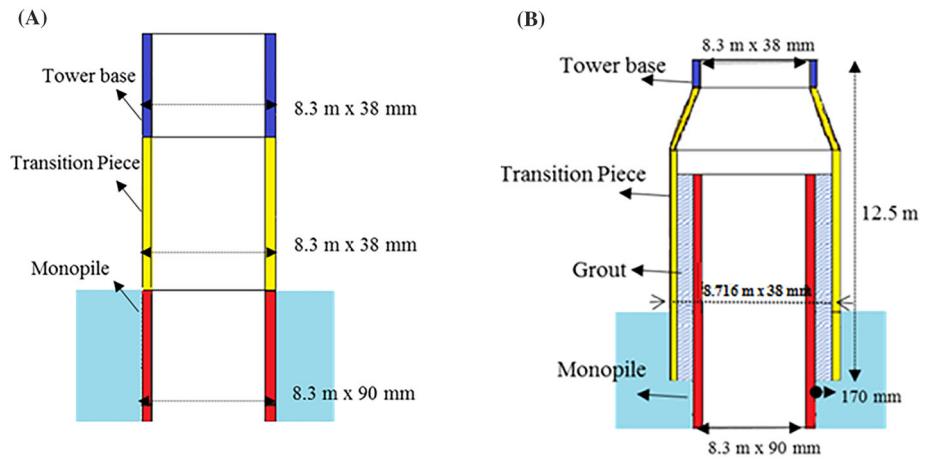 (A)
Tower base
8.3 m x 38 mm
Transition Piece
8.3 m x 38 mm
Monopile
8.3 m x 90 mm
(B)
8.3 m x 38 mm
Tower base
Transition Piece
12.5 m
Grout
8.716 m x 38 mm
Monopile
170 mm
8.3 m x 90 mm